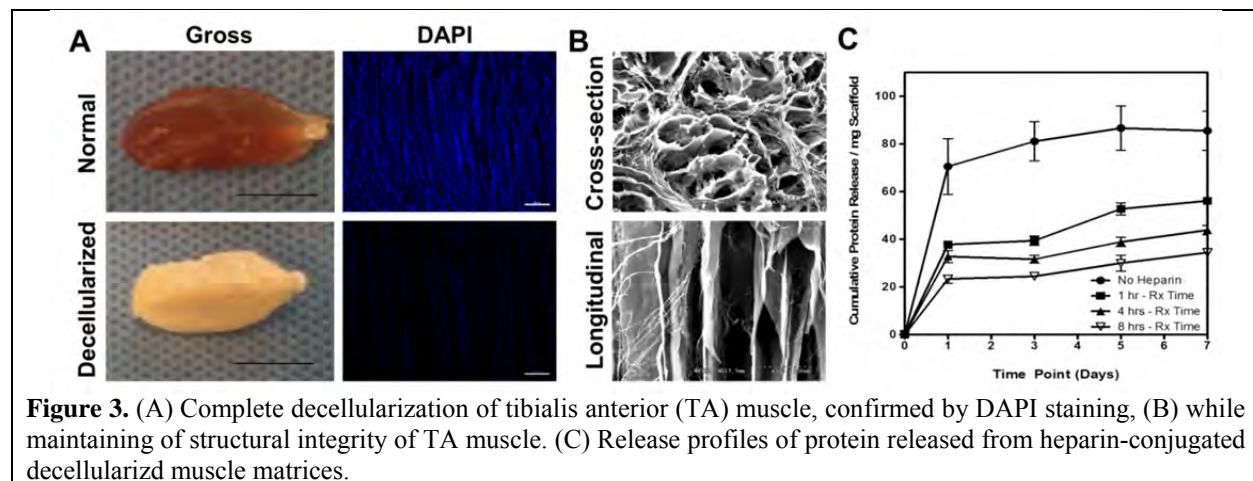 A
Gross
DAPI
Normal
Decellularized
B
Cross-section
Longitudinal
C
Cumulative Protein Release / mg Scaffold
100
80
60
40
20
0
0
1
2
3
4
5
6
7
Time Point (Days)
No Heparin
1 hr - Rx Time
4 hrs - Rx Time
8 hrs - Rx Time
Figure 3. (A) Complete decellularization of tibialis anterior (TA) muscle, confirmed by DAPI staining, (B) while
maintaining of structural integrity of TA muscle. (C) Release profiles of protein released from heparin-conjugated
decellularizd muscle matrices.